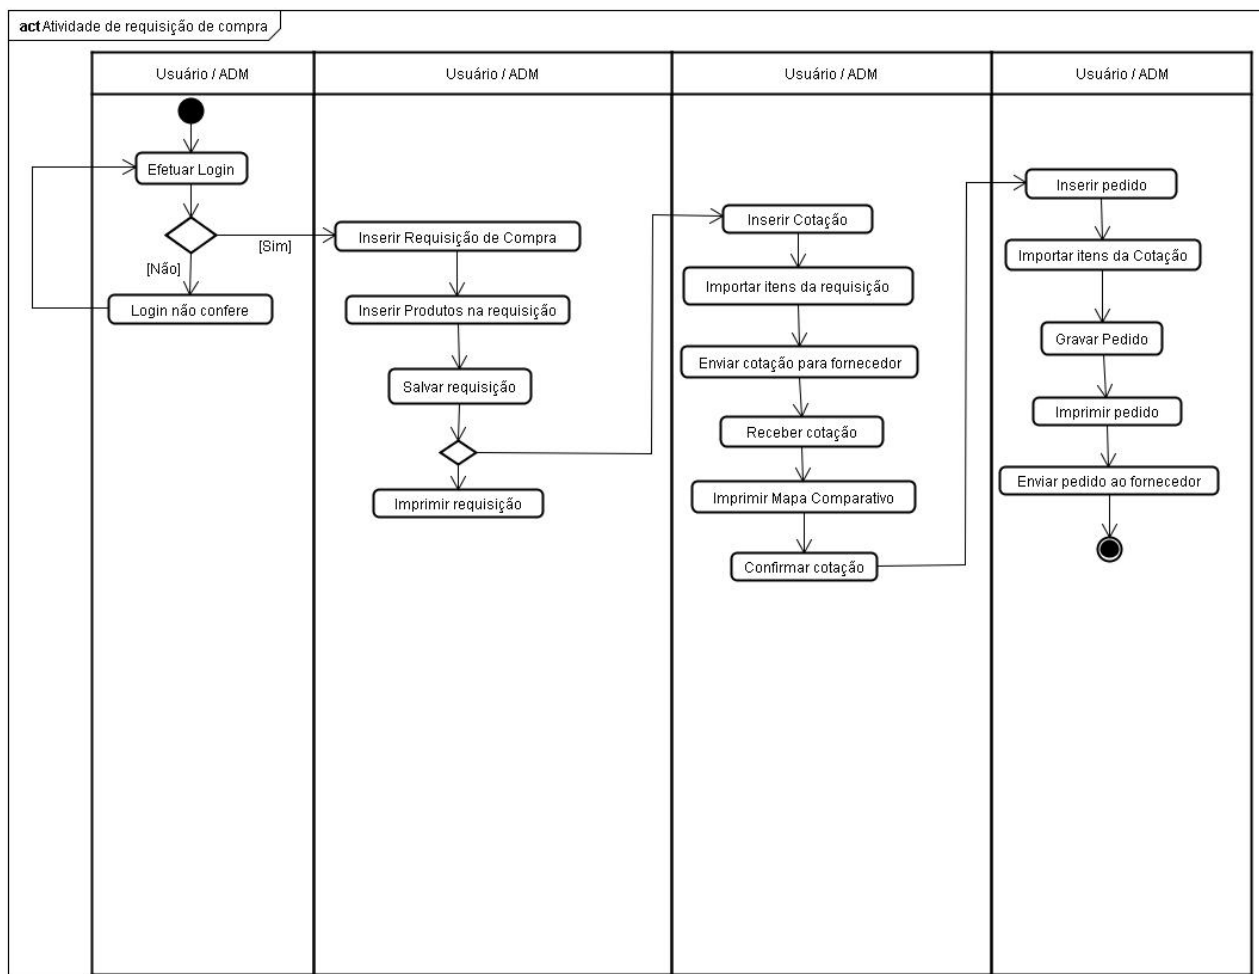 act Atividade de requisição de compra
Usuário / ADM
Usuário / ADM
Usuário / ADM
Usuário / ADM
Efetuar Login
[Sim]
[Não]
Login não confere
Inserir Requisição de Compra
Inserir Produtos na requisição
Salvar requisição
Imprimir requisição
Inserir Cotação
Importar itens da requisição
Enviar cotação para fornecedor
Receber cotação
Imprimir Mapa Comparativo
Confirmar cotação
Inserir pedido
Importar itens da Cotação
Gravar Pedido
Imprimir pedido
Enviar pedido ao fornecedor